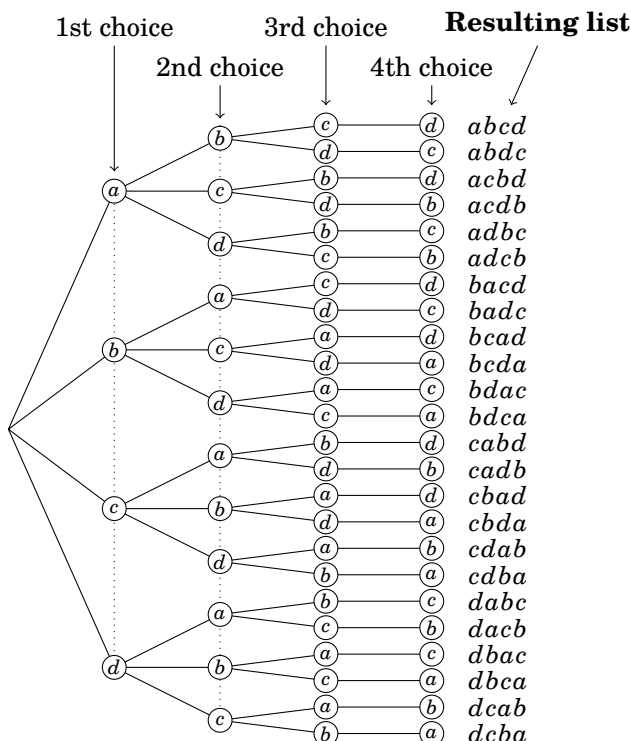 1st choice 3rd choice Resulting list
2nd choice 4th choice
c d abcd
b
d c abdc
b d acbd
a c
d b acdb
b c adbc
d
c b adcb
c d bacd
a
d c badc
a d bcad
b c
d a bcda
a c bdac
d
c a bdca
b d cabd
a
d b cadb
a d cbad
c b
d a cbda
a b cdab
d
b a cdba
b c dabc
a
c b dacb
a c dbac
d b
c a dbca
a b dcab
c
b a dcba